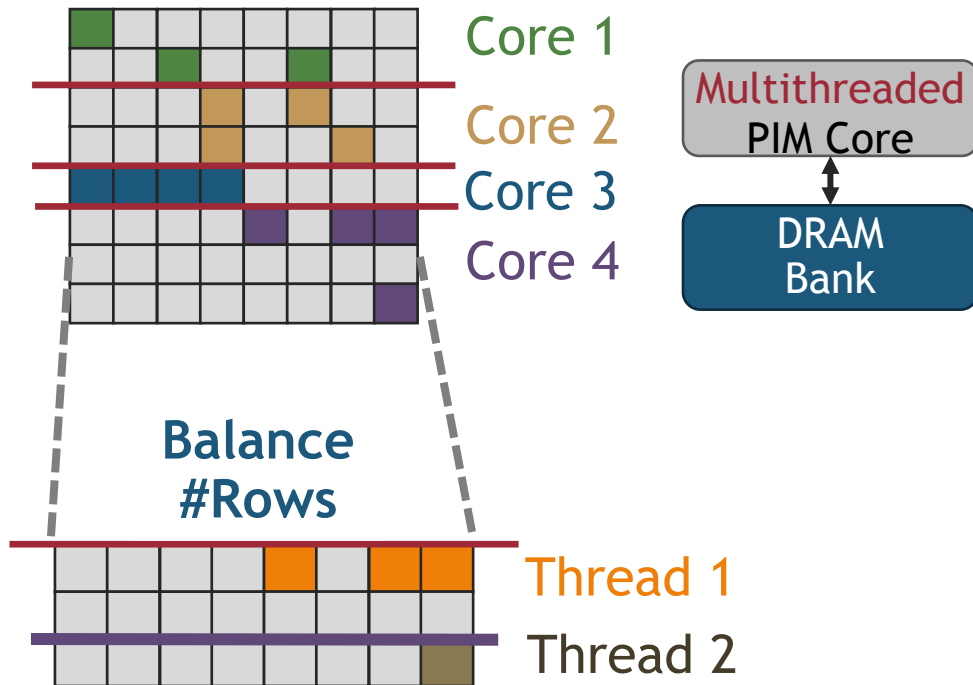 Core 1
Core 2
Core 3
Core 4
Multithreaded
PIM Core
DRAM
Bank
Balance
#Rows
Thread 1
Thread 2